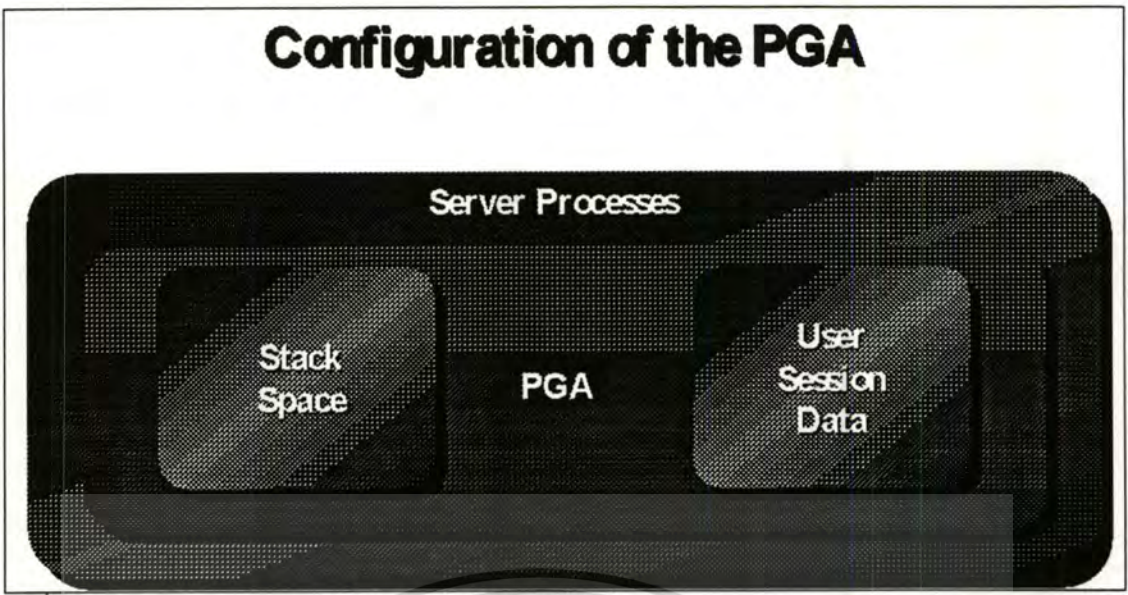 Configuration of the PGA
Server Processes
Stack
Space
PGA
User
Session
Data